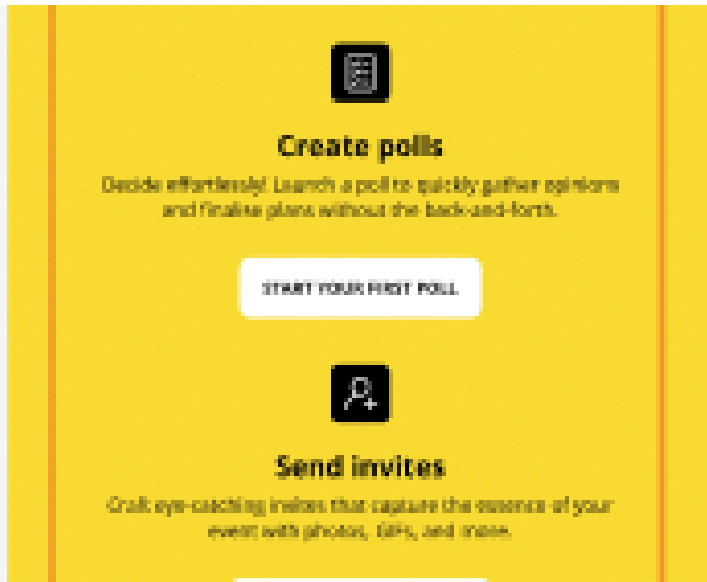 Create polls
Decide effortlessly! Launch a poll to quickly gather opinions
and finalise plans without the back-and-forth.
START YOUR FIRST POLL
Send invites
Craft eye-catching invites that capture the essence of your
event with photos, GIFs, and more.